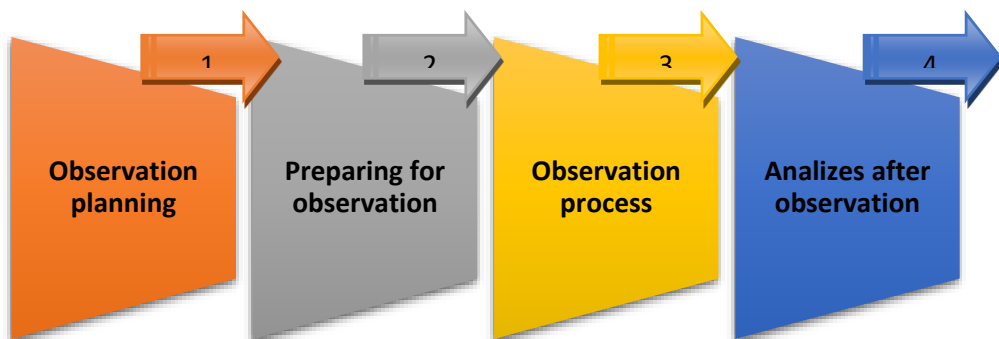 1
2
3
4
Observation
planning
Preparing for
observation
Observation
process
Analizes after
observation